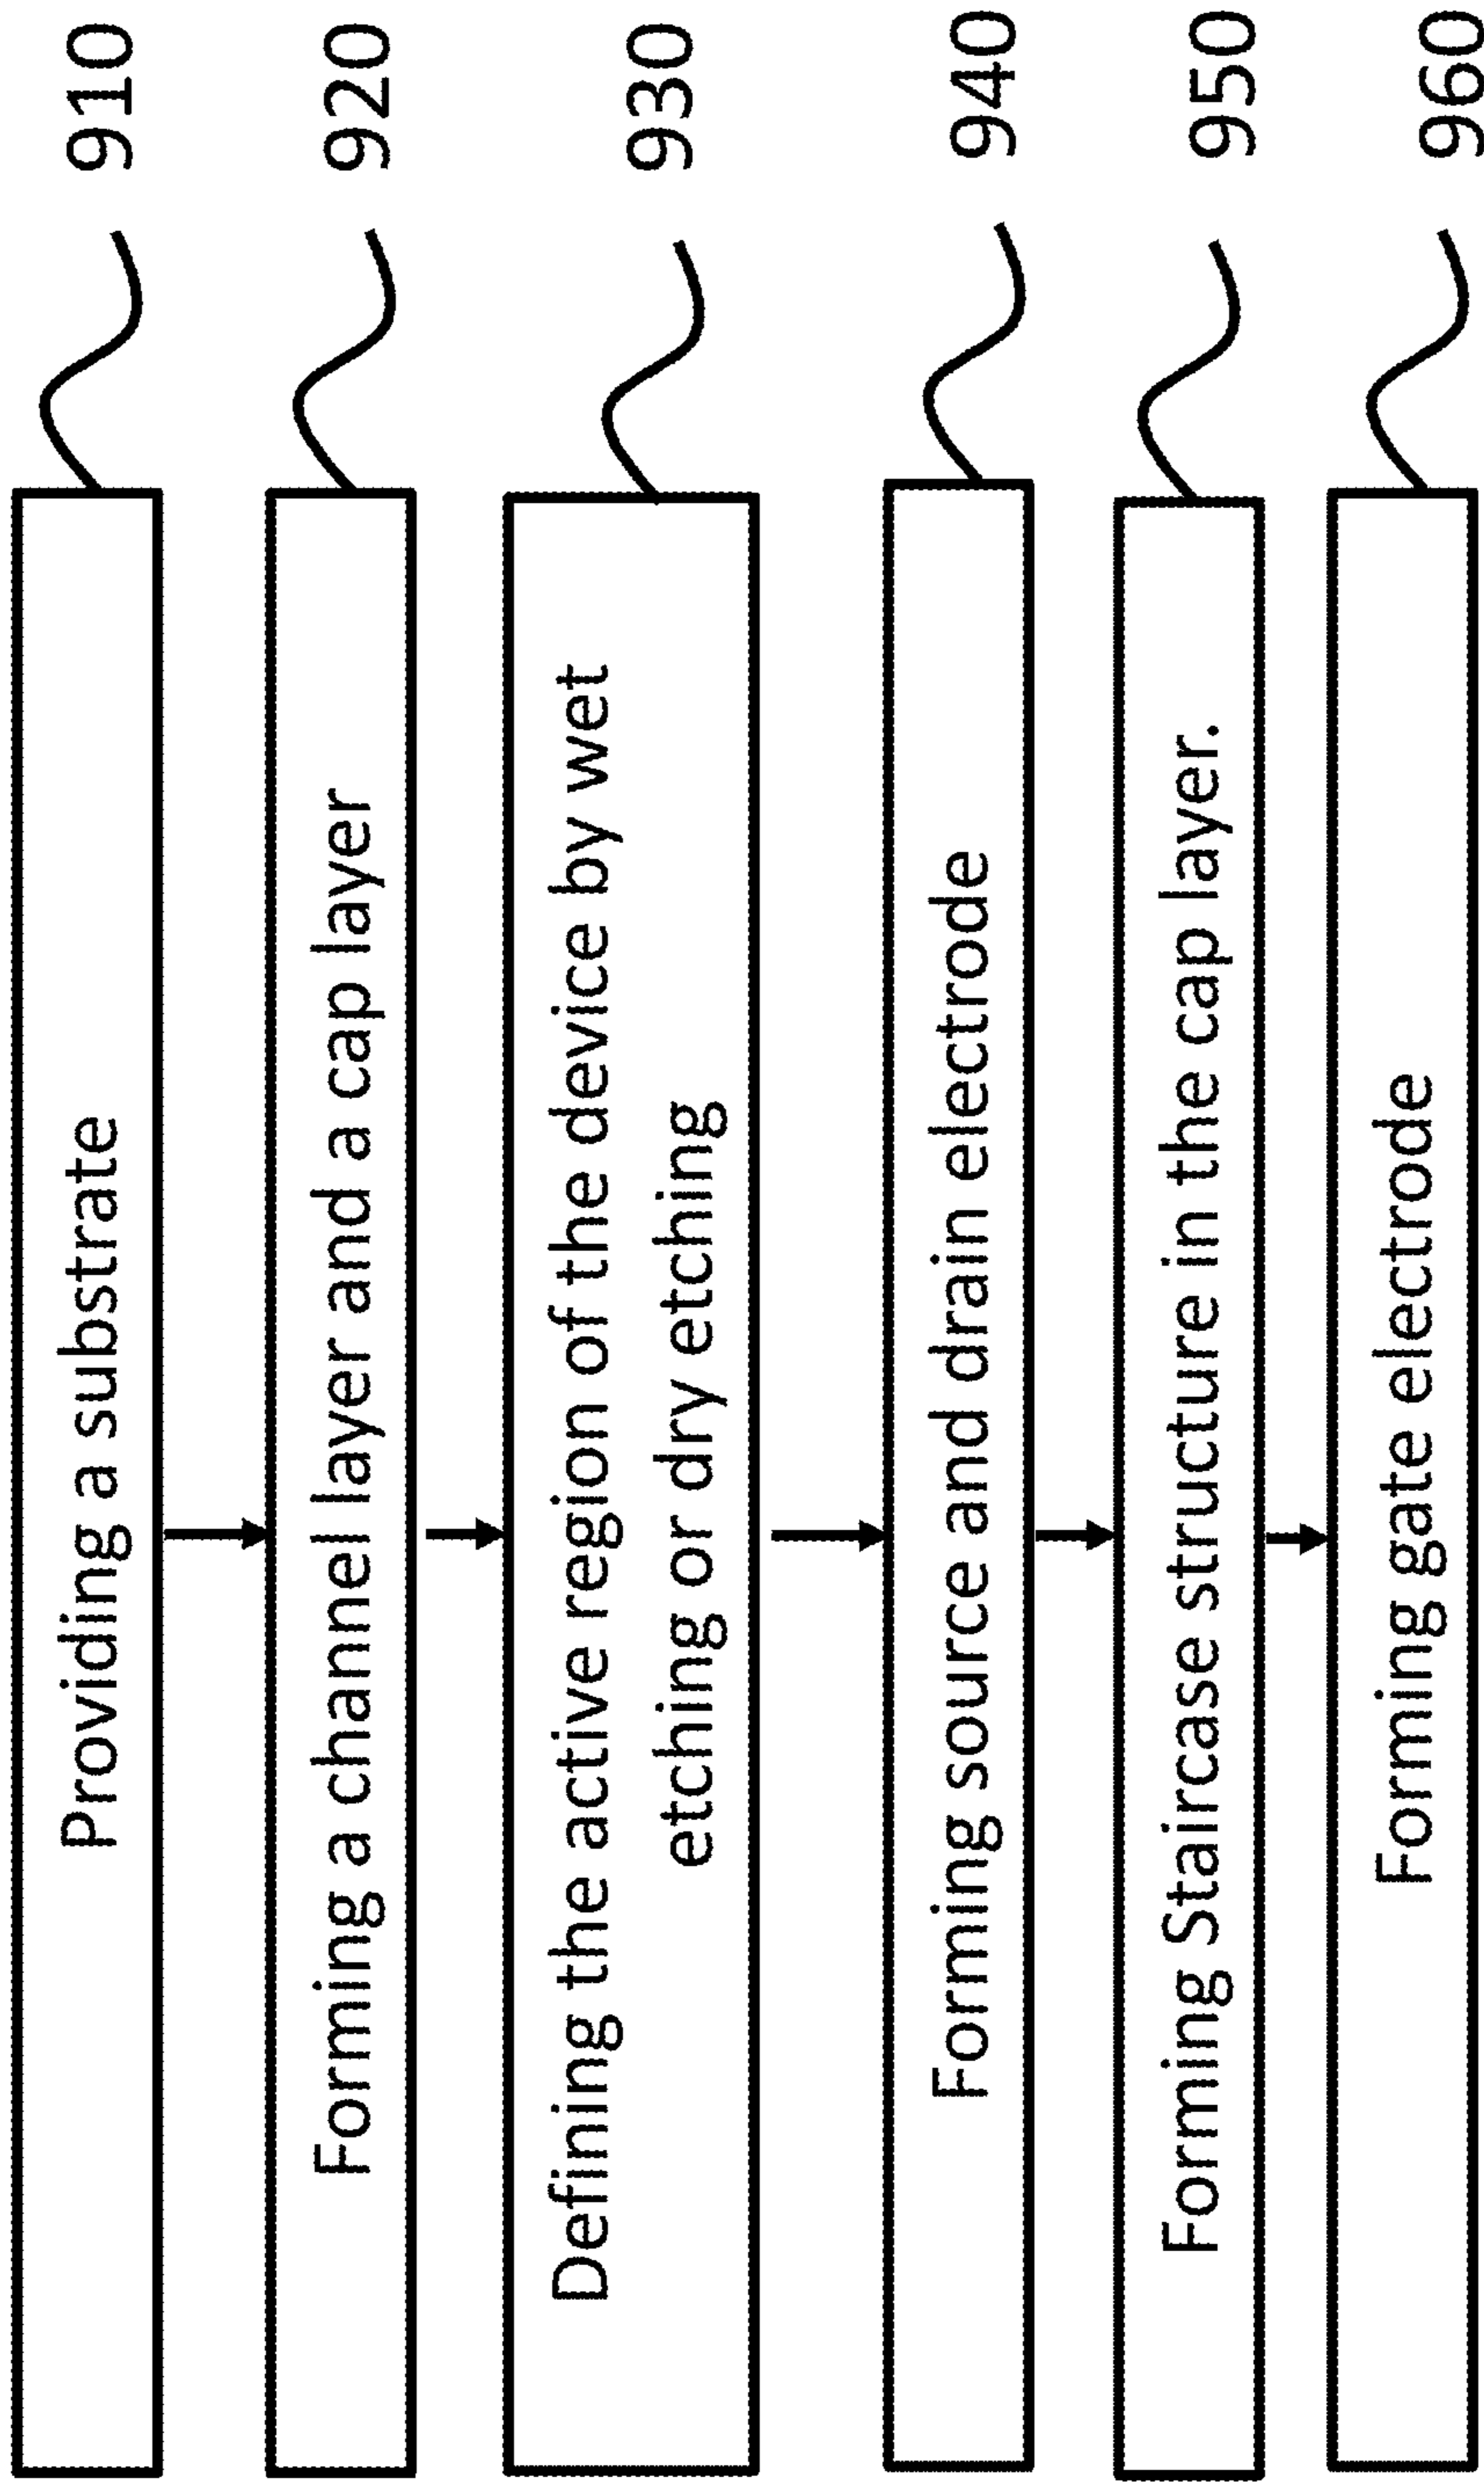 Providing a substrate
910
Forming a channel layer and a cap layer
920
Defining the active region of the device by wet
etching or dry etching
930
Forming source and drain electrode
940
Forming Staircase structure in the cap layer.
950
Forming gate electrode
960